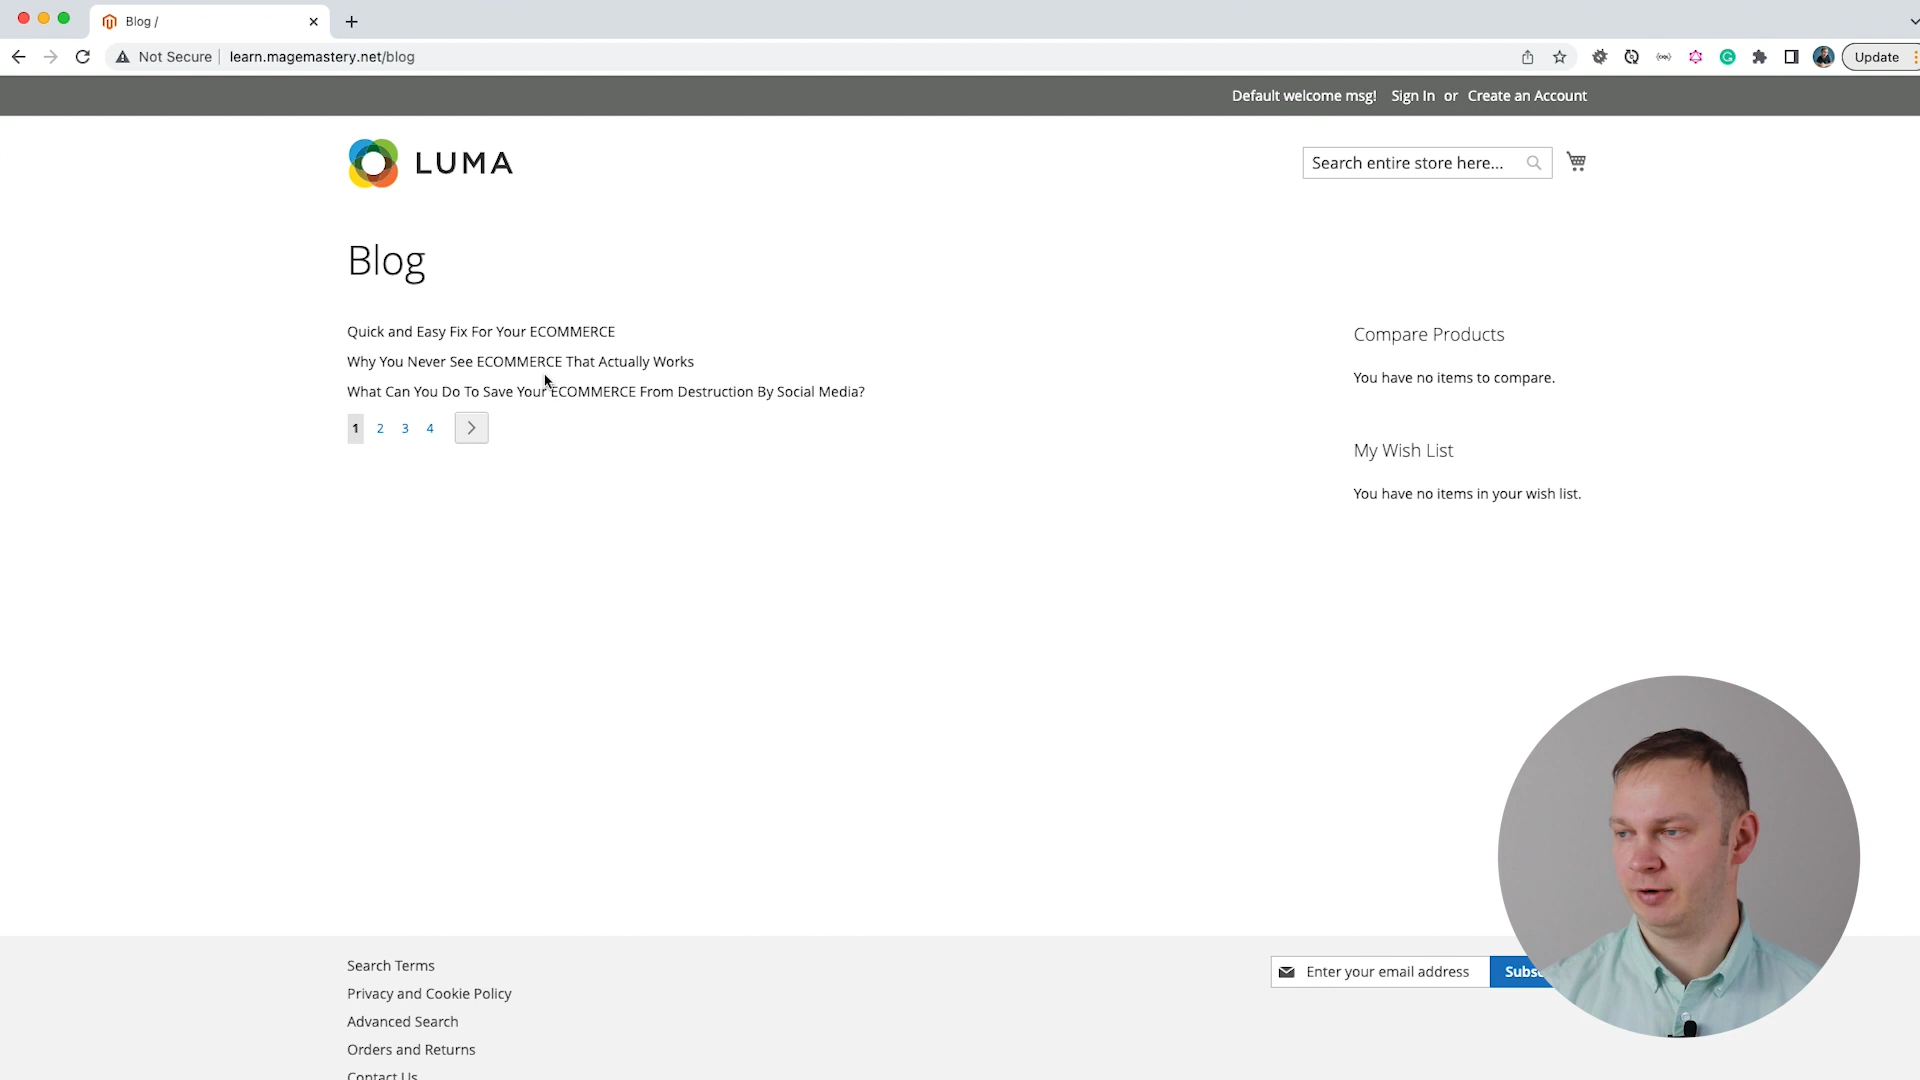 Blog /
Not Secure
learn.magemastery.net/blog
Update
Default welcome msg!
Sign In or Create an Account
LUMA
Search entire store here...
Blog
Quick and Easy Fix For Your ECOMMERCE
Why You Never See ECOMMERCE That Actually Works
What Can You Do To Save Your ECOMMERCE From Destruction By Social Media?
1 2 3 4
Compare Products
You have no items to compare.
My Wish List
You have no items in your wish list.
Search Terms
Privacy and Cookie Policy
Advanced Search
Orders and Returns
Contact Us
Enter your email address
Subsc